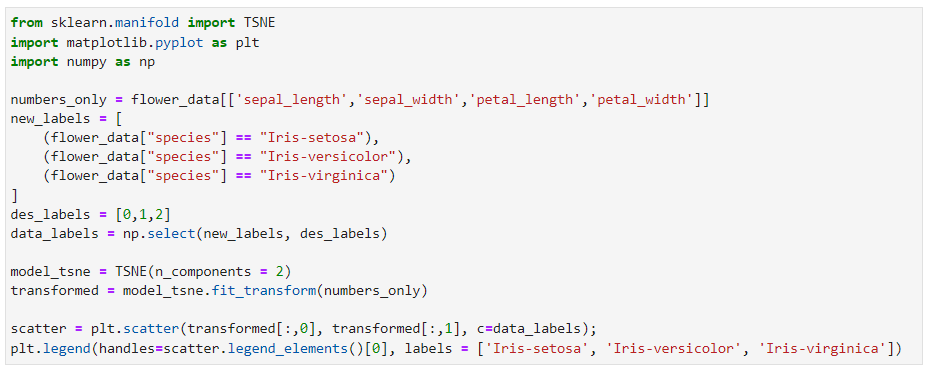 from sklearn.manifold import TSNE
import matplotlib.pyplot as plt
import numpy as np

numbers_only = flower_data[['sepal_length','sepal_width','petal_length','petal_width']]
new_labels = [
    (flower_data["species"] == "Iris-setosa"),
    (flower_data["species"] == "Iris-versicolor"),
    (flower_data["species"] == "Iris-virginica")
]
des_labels = [0,1,2]
data_labels = np.select(new_labels, des_labels)

model_tsne = TSNE(n_components = 2)
transformed = model_tsne.fit_transform(numbers_only)

scatter = plt.scatter(transformed[:,0], transformed[:,1], c=data_labels);
plt.legend(handles=scatter.legend_elements()[0], labels = ['Iris-setosa', 'Iris-versicolor', 'Iris-virginica'])